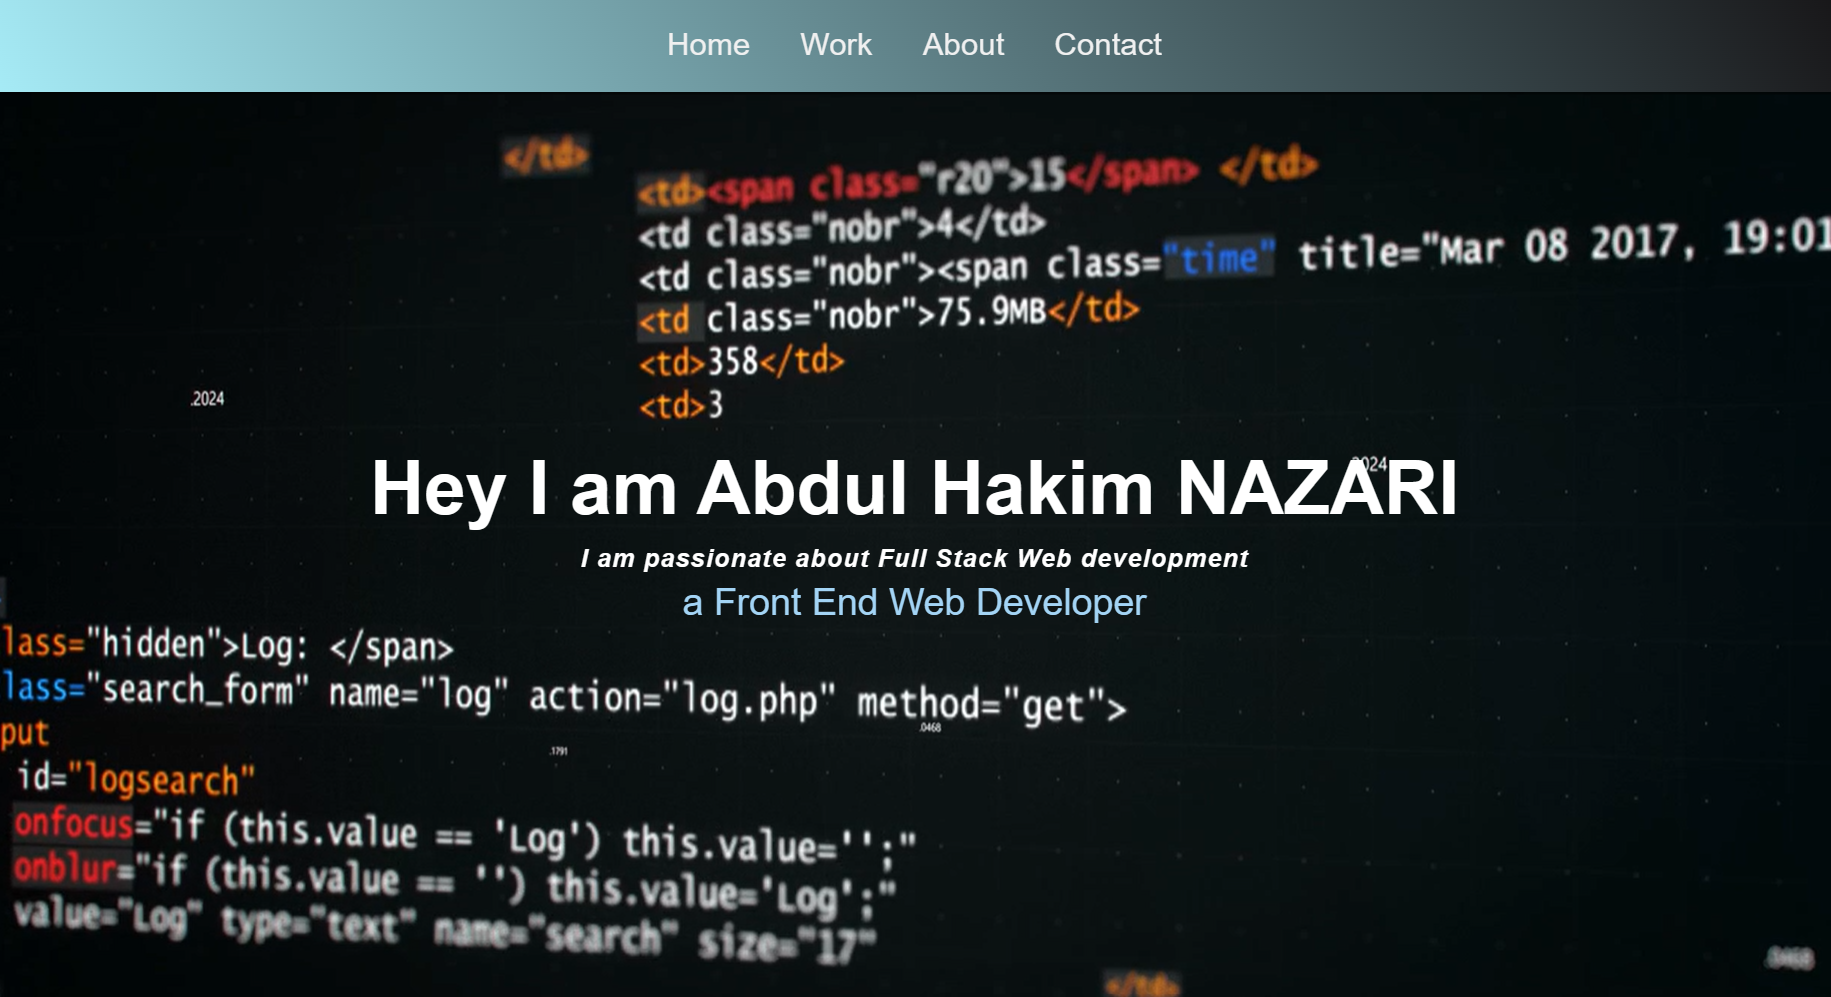 Home Work About Contact
</td>
<td><span class="r20">15</span> </td>
<td class="nobr">4</td>
<td class="nobr"><span class="time" title="Mar 08 2017, 19:01
<td class="nobr">75.9MB</td>
<td>358</td>
<td>3
.2024
2024
Hey I am Abdul Hakim NAZARI
I am passionate about Full Stack Web development
a Front End Web Developer
lass="hidden">Log: </span>
lass="search_form" name="log" action="log.php" method="get">
.0468
put
.1791
id="logsearch"
onfocus="if (this.value == 'Log') this.value='';"
onblur="if (this.value == '') this.value='Log';"
value="Log" type="text" name="search" size="17"
.0468
</td>